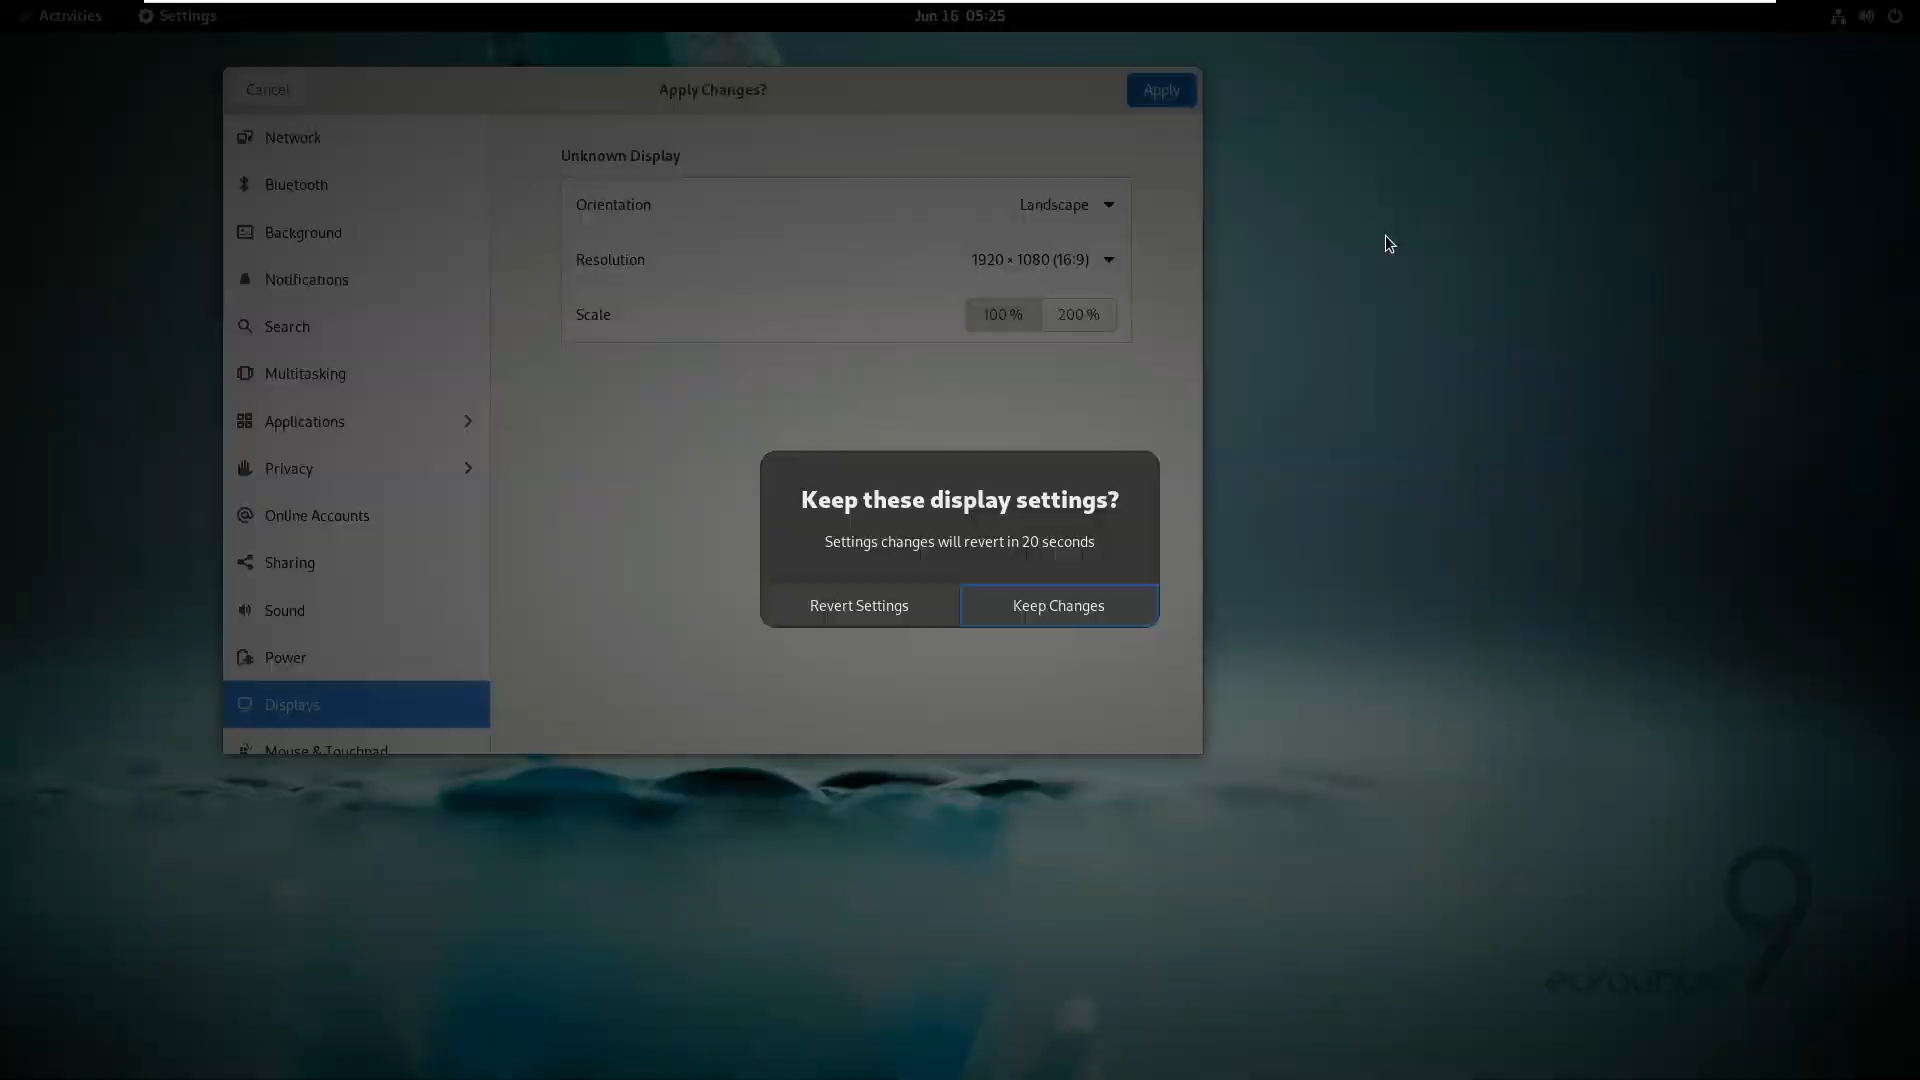 Activities
Settings
Jun 16 05:25
Cancel
Apply Changes?
Apply
Network
Bluetooth
Background
Notifications
Search
Multitasking
Applications
Privacy
Online Accounts
Sharing
Sound
Power
Displays
Mouse & Touchpad
Unknown Display
Orientation
Landscape
Resolution
1920 × 1080 (16:9)
Scale
100 %
200 %
Keep these display settings?
Settings changes will revert in 20 seconds
Revert Settings
Keep Changes
9